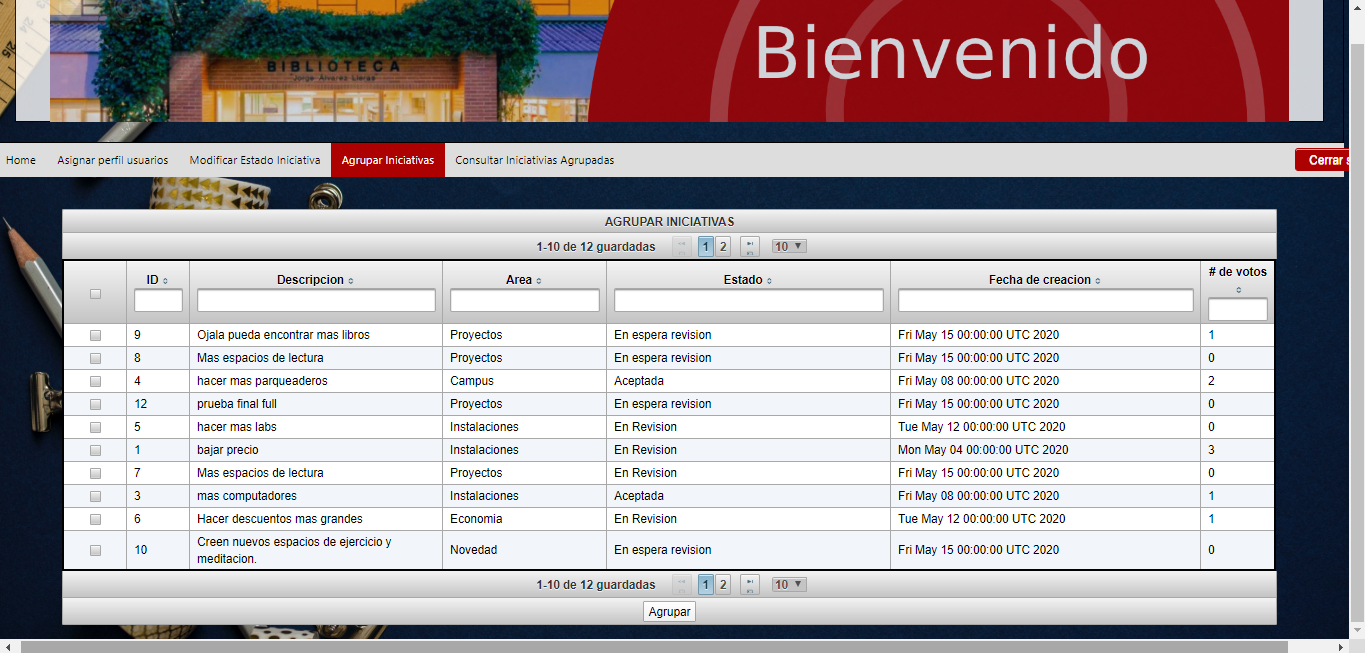 BIBLIOTECA
"Jorge Álvarez Lleras"
Bienvenido
Home Asignar perfil usuarios Modificar Estado Iniciativa Agrupar Iniciativas Consultar Iniciativias Agrupadas Cerrar s
AGRUPAR INICIATIVAS
1-10 de 12 guardadas 1 2 10
ID Descripcion Area Estado Fecha de creacion # de votos
9 Ojala pueda encontrar mas libros Proyectos En espera revision Fri May 15 00:00:00 UTC 2020 1
8 Mas espacios de lectura Proyectos En espera revision Fri May 15 00:00:00 UTC 2020 0
4 hacer mas parqueaderos Campus Aceptada Fri May 08 00:00:00 UTC 2020 2
12 prueba final full Proyectos En espera revision Fri May 15 00:00:00 UTC 2020 0
5 hacer mas labs Instalaciones En Revision Tue May 12 00:00:00 UTC 2020 0
1 bajar precio Instalaciones En Revision Mon May 04 00:00:00 UTC 2020 3
7 Mas espacios de lectura Proyectos En Revision Fri May 15 00:00:00 UTC 2020 0
3 mas computadores Instalaciones Aceptada Fri May 08 00:00:00 UTC 2020 1
6 Hacer descuentos mas grandes Economia En Revision Tue May 12 00:00:00 UTC 2020 1
10 Creen nuevos espacios de ejercicio y meditacion. Novedad En espera revision Fri May 15 00:00:00 UTC 2020 0
1-10 de 12 guardadas 1 2 10
Agrupar